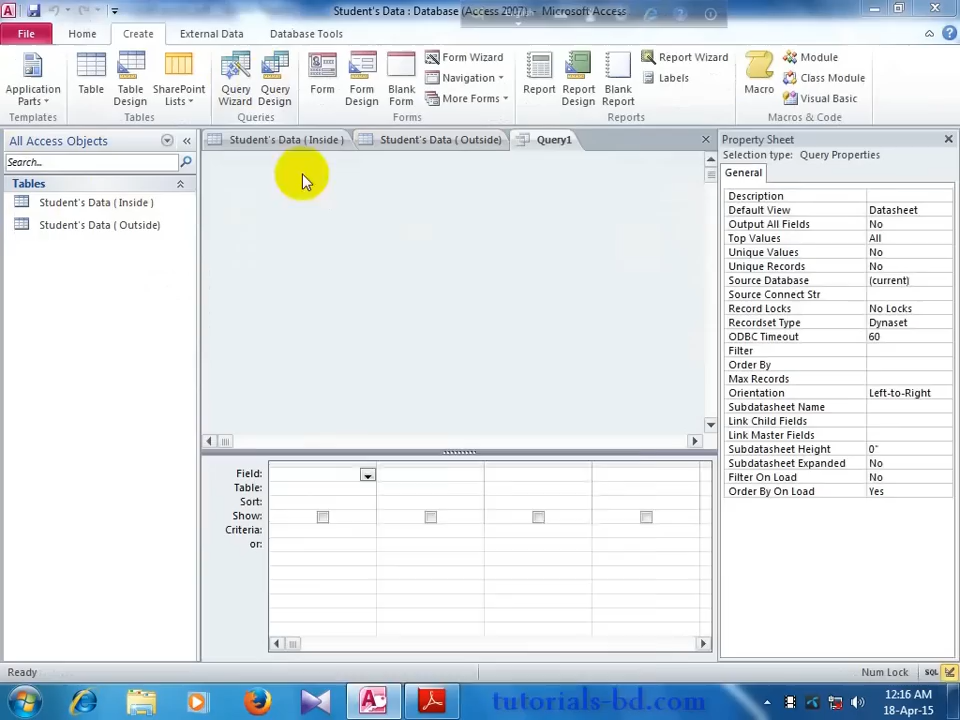 Student's Data : Database (Access 2007) - Microsoft Access
File Home Create External Data Database Tools
Application Parts
Table
Table Design
SharePoint Lists
Query Wizard
Query Design
Form
Form Design
Blank Form
Form Wizard
Navigation
More Forms
Report
Report Design
Blank Report
Report Wizard
Labels
Macro
Module
Class Module
Visual Basic
Templates Tables Queries Forms Reports Macros & Code
All Access Objects
Search...
Tables
Student's Data ( Inside )
Student's Data ( Outside)
Student's Data ( Inside ) Student's Data ( Outside) Query1
Field:
Table:
Sort:
Show:
Criteria:
or:
Property Sheet
Selection type: Query Properties
General
Description
Default View Datasheet
Output All Fields No
Top Values All
Unique Values No
Unique Records No
Source Database (current)
Source Connect Str
Record Locks No Locks
Recordset Type Dynaset
ODBC Timeout 60
Filter
Order By
Max Records
Orientation Left-to-Right
Subdatasheet Name
Link Child Fields
Link Master Fields
Subdatasheet Height 0"
Subdatasheet Expanded No
Filter On Load No
Order By On Load Yes
Ready Num Lock SQL
tutorials-bd.com
12:16 AM
18-Apr-15